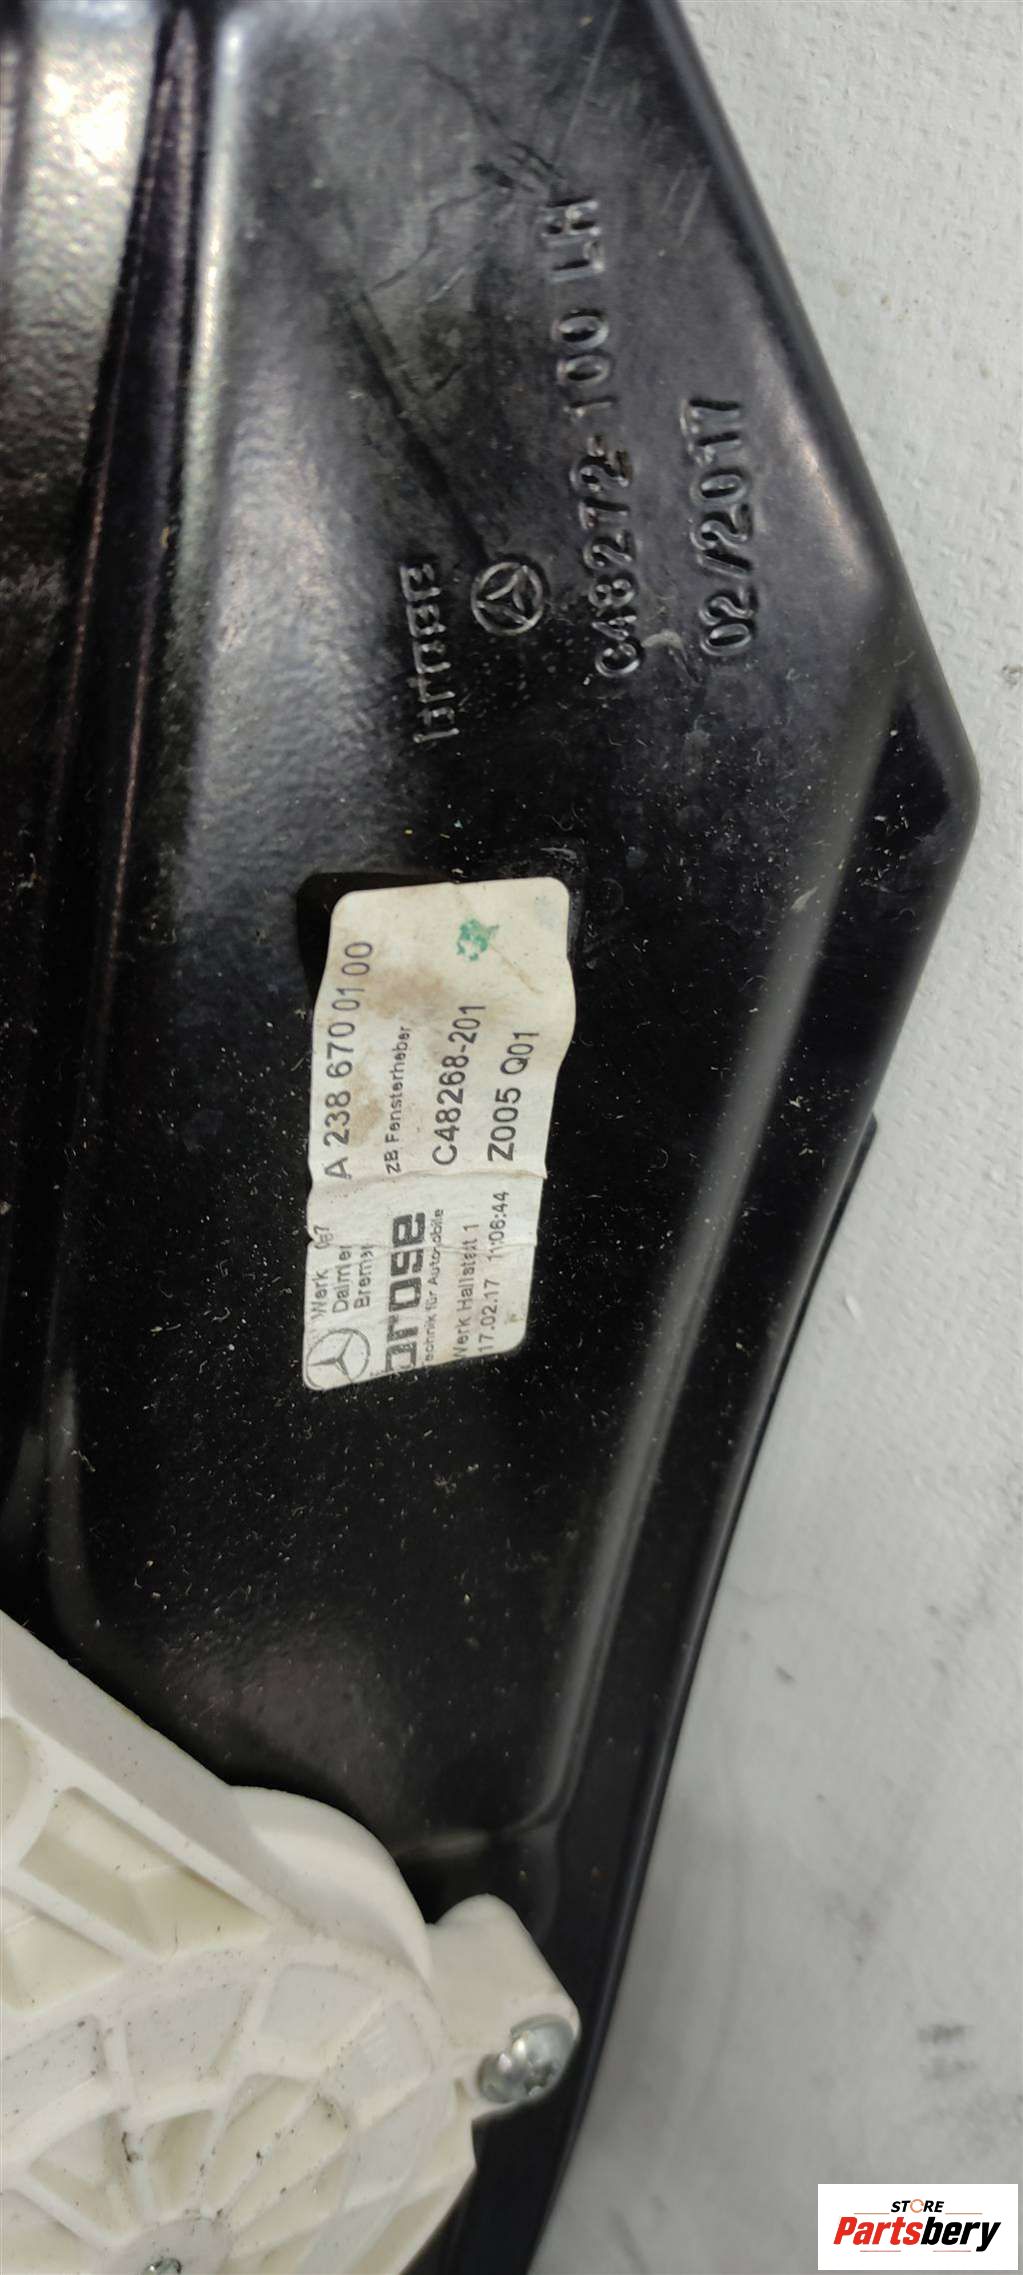 brose
C48272-100 LH
02/2017
A 238 670 01 00
ZB Fensterheber
C48268-201
Z005 Q01
Werk
Daimler
Bremen
brose
Technik für Automobile
Werk Hallstadt 1
17.02.17 11:06:44
STORE
Partsbery